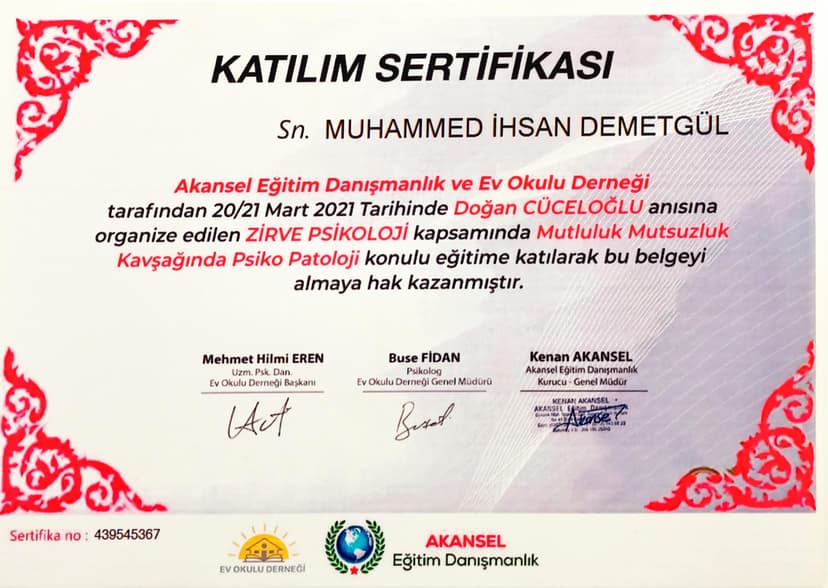 KATILIM SERTİFİKASI
Sn. MUHAMMED İHSAN DEMETGÜL
Akansel Eğitim Danışmanlık ve Ev Okulu Derneği
tarafından 20/21 Mart 2021 Tarihinde Doğan CÜCELOĞLU anısına
organize edilen ZİRVE PSİKOLOJİ kapsamında Mutluluk Mutsuzluk
Kavşağında Psiko Patoloji konulu eğitime katılarak bu belgeyi
almaya hak kazanmıştır.
Mehmet Hilmi EREN
Uzm. Psk. Dan.
Ev Okulu Derneği Başkanı
Buse FİDAN
Psikolog
Ev Okulu Derneği Genel Müdürü
Kenan AKANSEL
Akansel Eğitim Danışmanlık
Kurucu - Genel Müdür
KENAN AKANSEL
AKANSEL Eğitim
Sertifika no : 439545367
EV OKULU DERNEĞİ
AKANSEL
Eğitim Danışmanlık